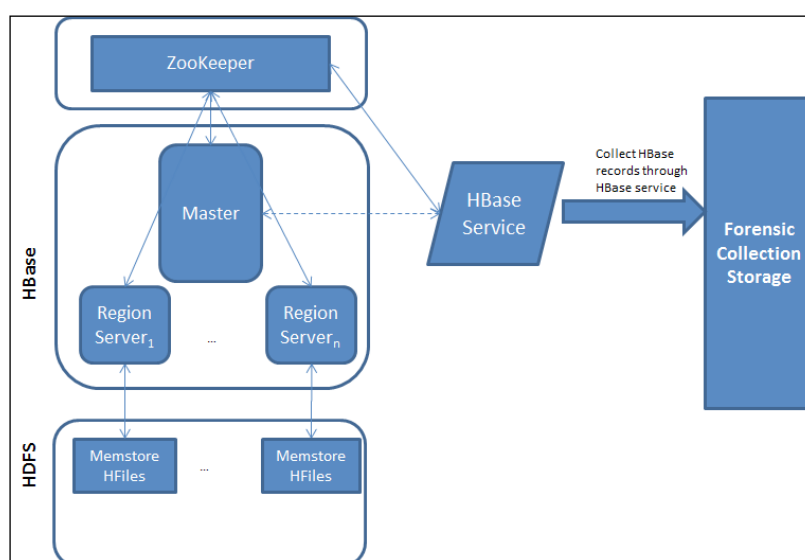 ZooKeeper
HBase
Master
Region
Server1
...
Region
Servern
HDFS
Memstore
HFiles
...
Memstore
HFiles
HBase
Service
Collect HBase
records through
HBase service
Forensic
Collection
Storage